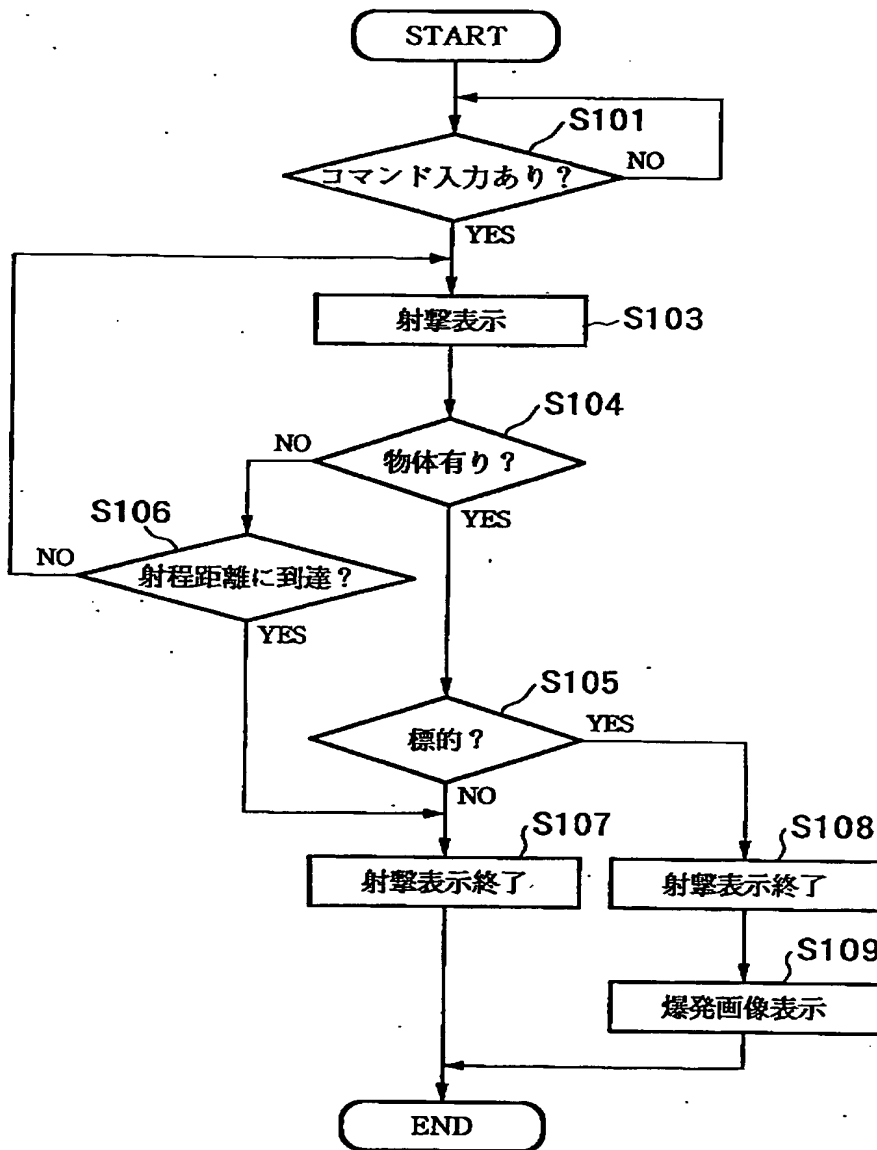 START
S101
コマンド入力あり?
NO
YES
射撃表示
S103
S104
NO
物体有り?
YES
S106
NO
射程距離に到達?
YES
S105
YES
標的?
NO
S107
S108
射撃表示終了
射撃表示終了
S109
爆発画像表示
END